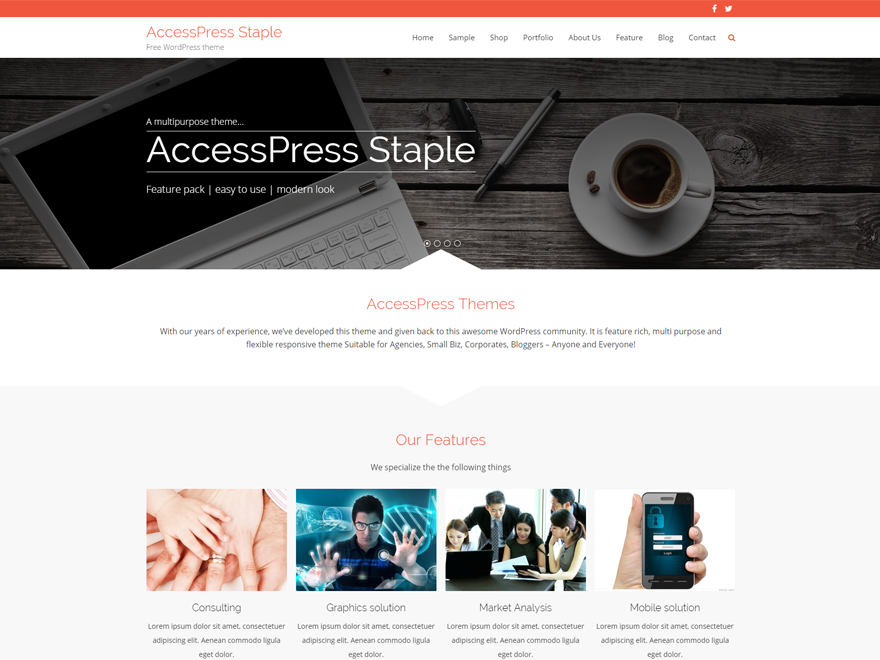 AccessPress Staple
Free WordPress theme
Home Sample Shop Portfolio About Us Feature Blog Contact
A multipurpose theme...
AccessPress Staple
Feature pack | easy to use | modern look
AccessPress Themes
With our years of experience, we've developed this theme and given back to this awesome WordPress community. It is feature rich, multi purpose and
flexible responsive theme Suitable for Agencies, Small Biz, Corporates, Bloggers – Anyone and Everyone!
Our Features
We specialize the the following things
Login
Consulting Graphics solution Market Analysis Mobile solution
Lorem ipsum dolor sit amet, consectetuer Lorem ipsum dolor sit amet, consectetuer Lorem ipsum dolor sit amet, consectetuer Lorem ipsum dolor sit amet, consectetuer
adipiscing elit. Aenean commodo ligula adipiscing elit. Aenean commodo ligula adipiscing elit. Aenean commodo ligula adipiscing elit. Aenean commodo ligula
eget dolor. eget dolor. eget dolor. eget dolor.